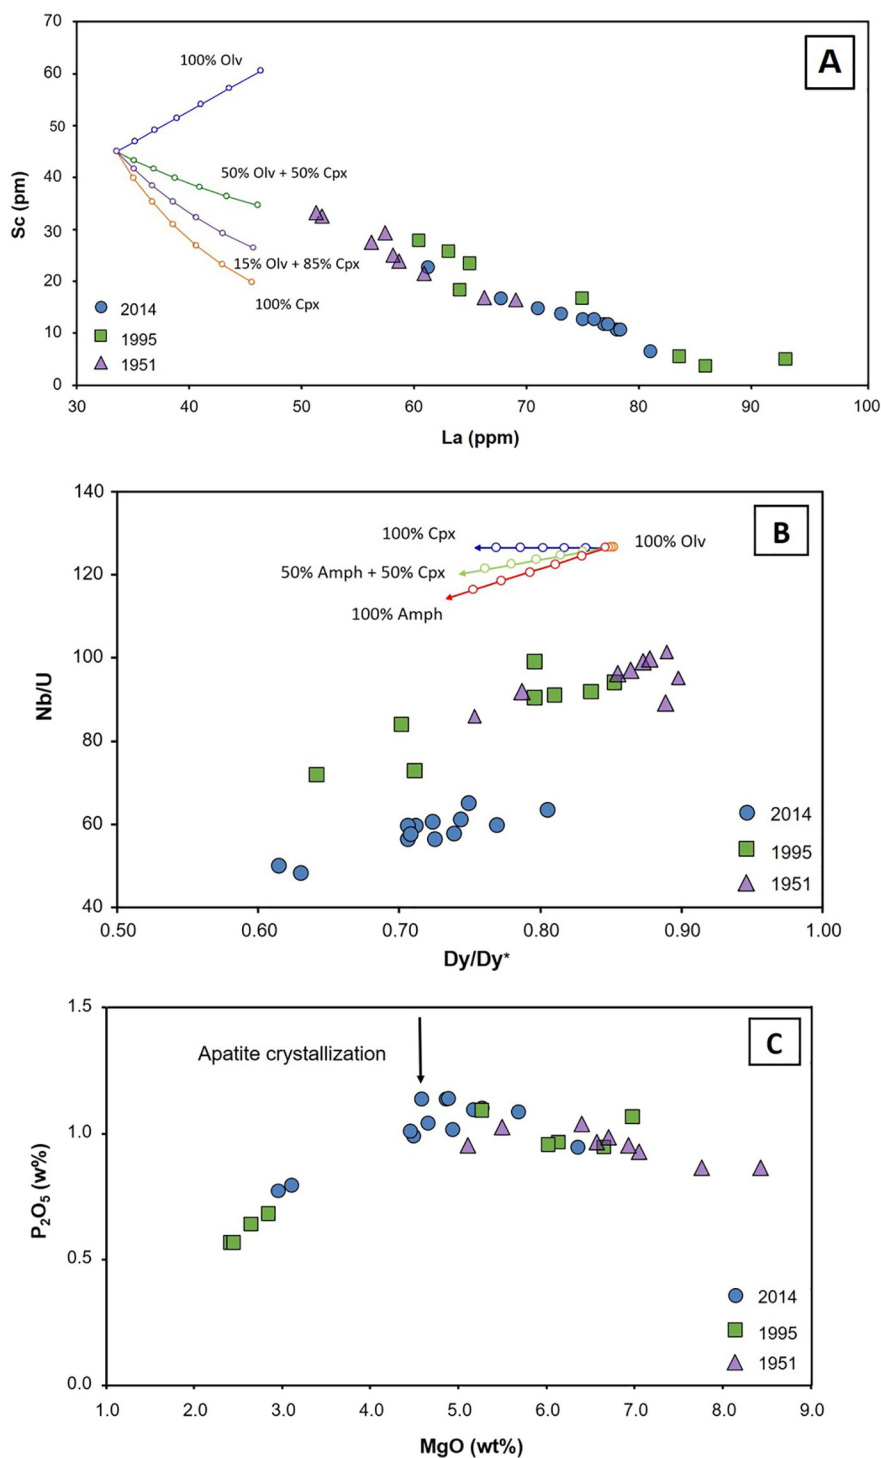 70
A
60
100% Olv
50
Sc (pm)
40
50% Olv + 50% Cpx
30
15% Olv + 85% Cpx
20
100% Cpx
2014
10
1995
1951
0
30
40
50
60
70
80
90
100
La (ppm)
140
B
100% Cpx
100% Olv
120
50% Amph + 50% Cpx
100% Amph
100
Nb/U
80
2014
60
1995
1951
40
0.50
0.60
0.70
0.80
0.90
1.00
Dy/Dy*
1.5
C
Apatite crystallization
1.0
P₂O₅ (w%)
0.5
2014
1995
1951
0.0
1.0
2.0
3.0
4.0
5.0
6.0
7.0
8.0
9.0
MgO (wt%)